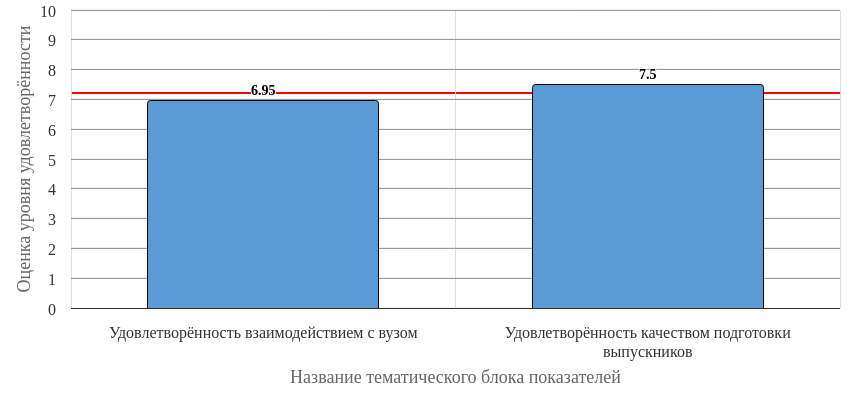 Оценка уровня удовлетворённости
10
9
8
7
6
5
4
3
2
1
0
6.95
7.5
Удовлетворённость взаимодействием с вузом
Удовлетворённость качеством подготовки
выпускников
Название тематического блока показателей